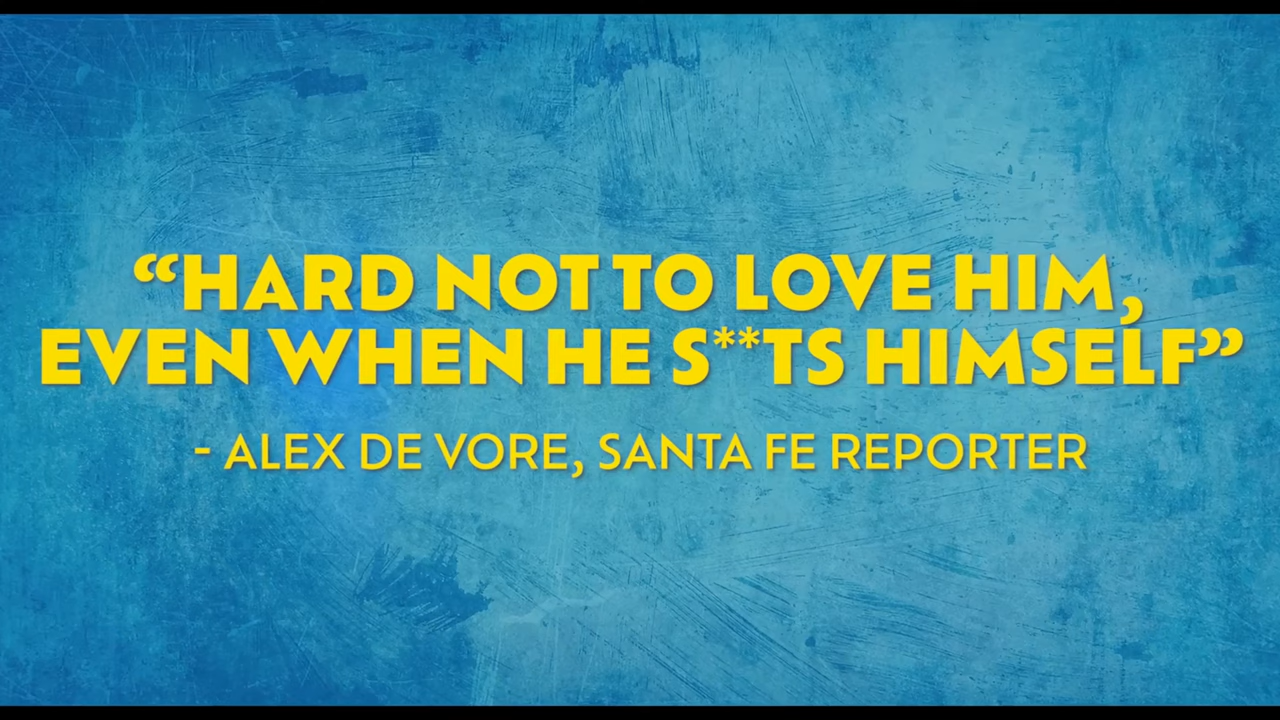 “HARD NOT TO LOVE HIM,
EVEN WHEN HE S**TS HIMSELF”
- ALEX DE VORE, SANTA FE REPORTER